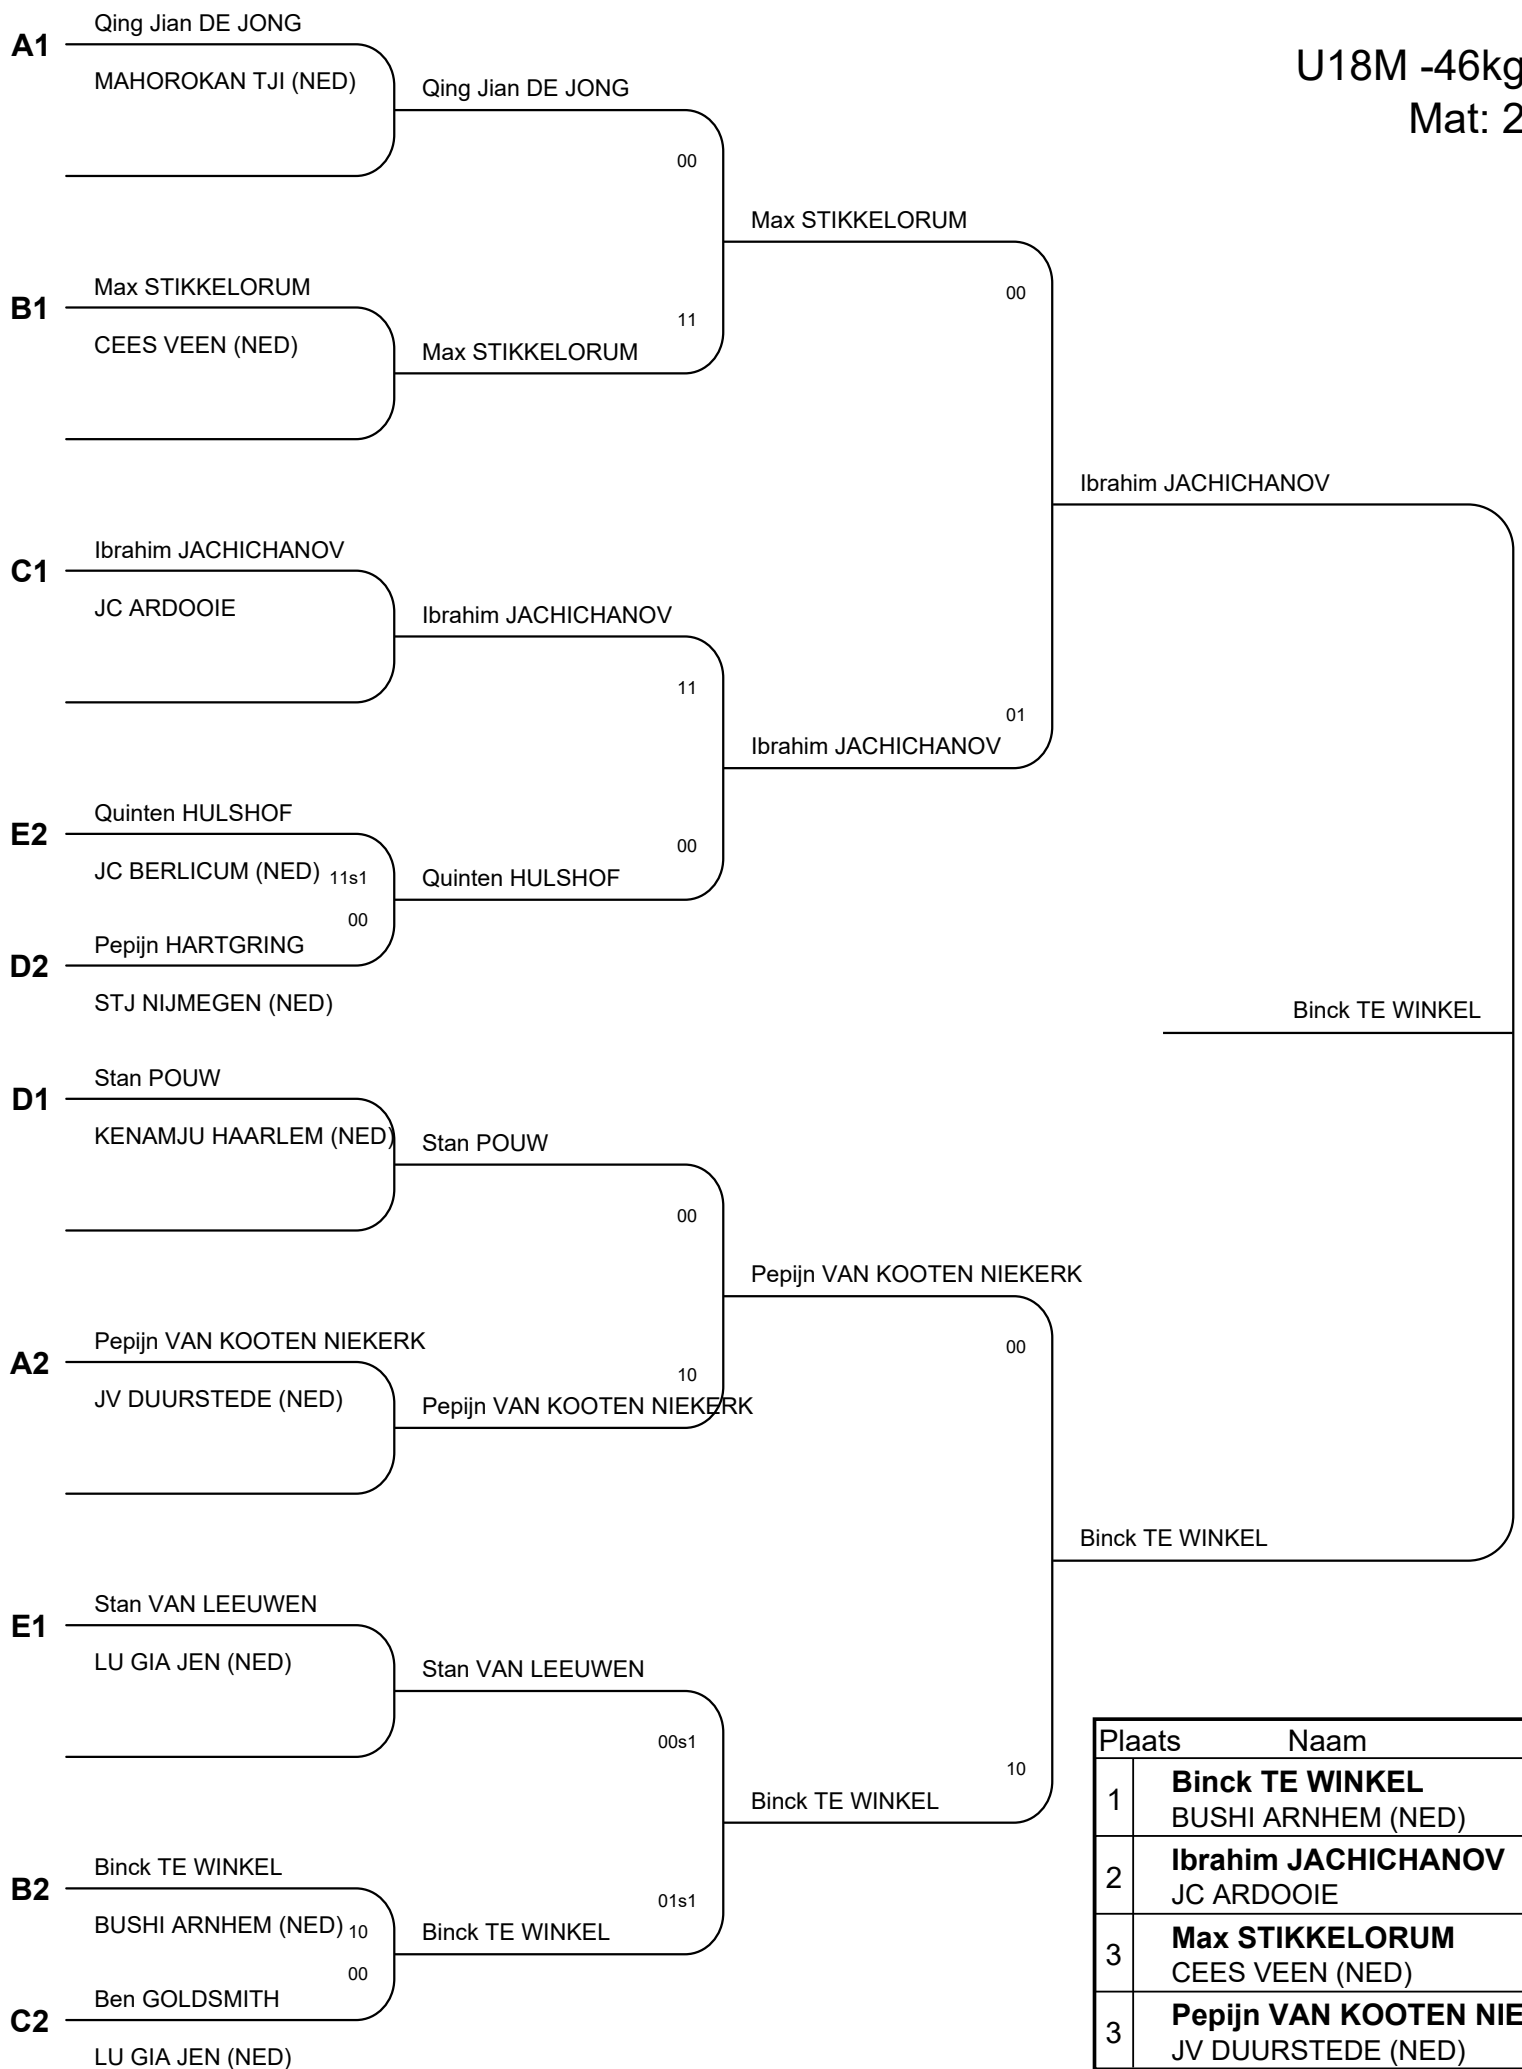 Qing Jian DE JONG
A1
MAHOROKAN TJI (NED)
Qing Jian DE JONG
U18M -46kg
Mat: 2
00
Max STIKKELORUM
Max STIKKELORUM
B1
00
11
CEES VEEN (NED)
Max STIKKELORUM
Ibrahim JACHICHANOV
Ibrahim JACHICHANOV
C1
JC ARDOOIE
Ibrahim JACHICHANOV
11
01
Ibrahim JACHICHANOV
Quinten HULSHOF
E2
00
JC BERLICUM (NED) 11s1
Quinten HULSHOF
00
Pepijn HARTGRING
D2
STJ NIJMEGEN (NED)
Binck TE WINKEL
Stan POUW
D1
KENAMJU HAARLEM (NED)
Stan POUW
00
Pepijn VAN KOOTEN NIEKERK
Pepijn VAN KOOTEN NIEKERK
00
A2
10
JV DUURSTEDE (NED)
Pepijn VAN KOOTEN NIEKERK
Binck TE WINKEL
Stan VAN LEEUWEN
E1
LU GIA JEN (NED)
Stan VAN LEEUWEN
00s1
10
Binck TE WINKEL
Binck TE WINKEL
B2
01s1
BUSHI ARNHEM (NED) 10
Binck TE WINKEL
00
Ben GOLDSMITH
C2
LU GIA JEN (NED)
Plaats Naam
1 Binck TE WINKEL
BUSHI ARNHEM (NED)
2 Ibrahim JACHICHANOV
JC ARDOOIE
3 Max STIKKELORUM
CEES VEEN (NED)
3 Pepijn VAN KOOTEN NIE
JV DUURSTEDE (NED)